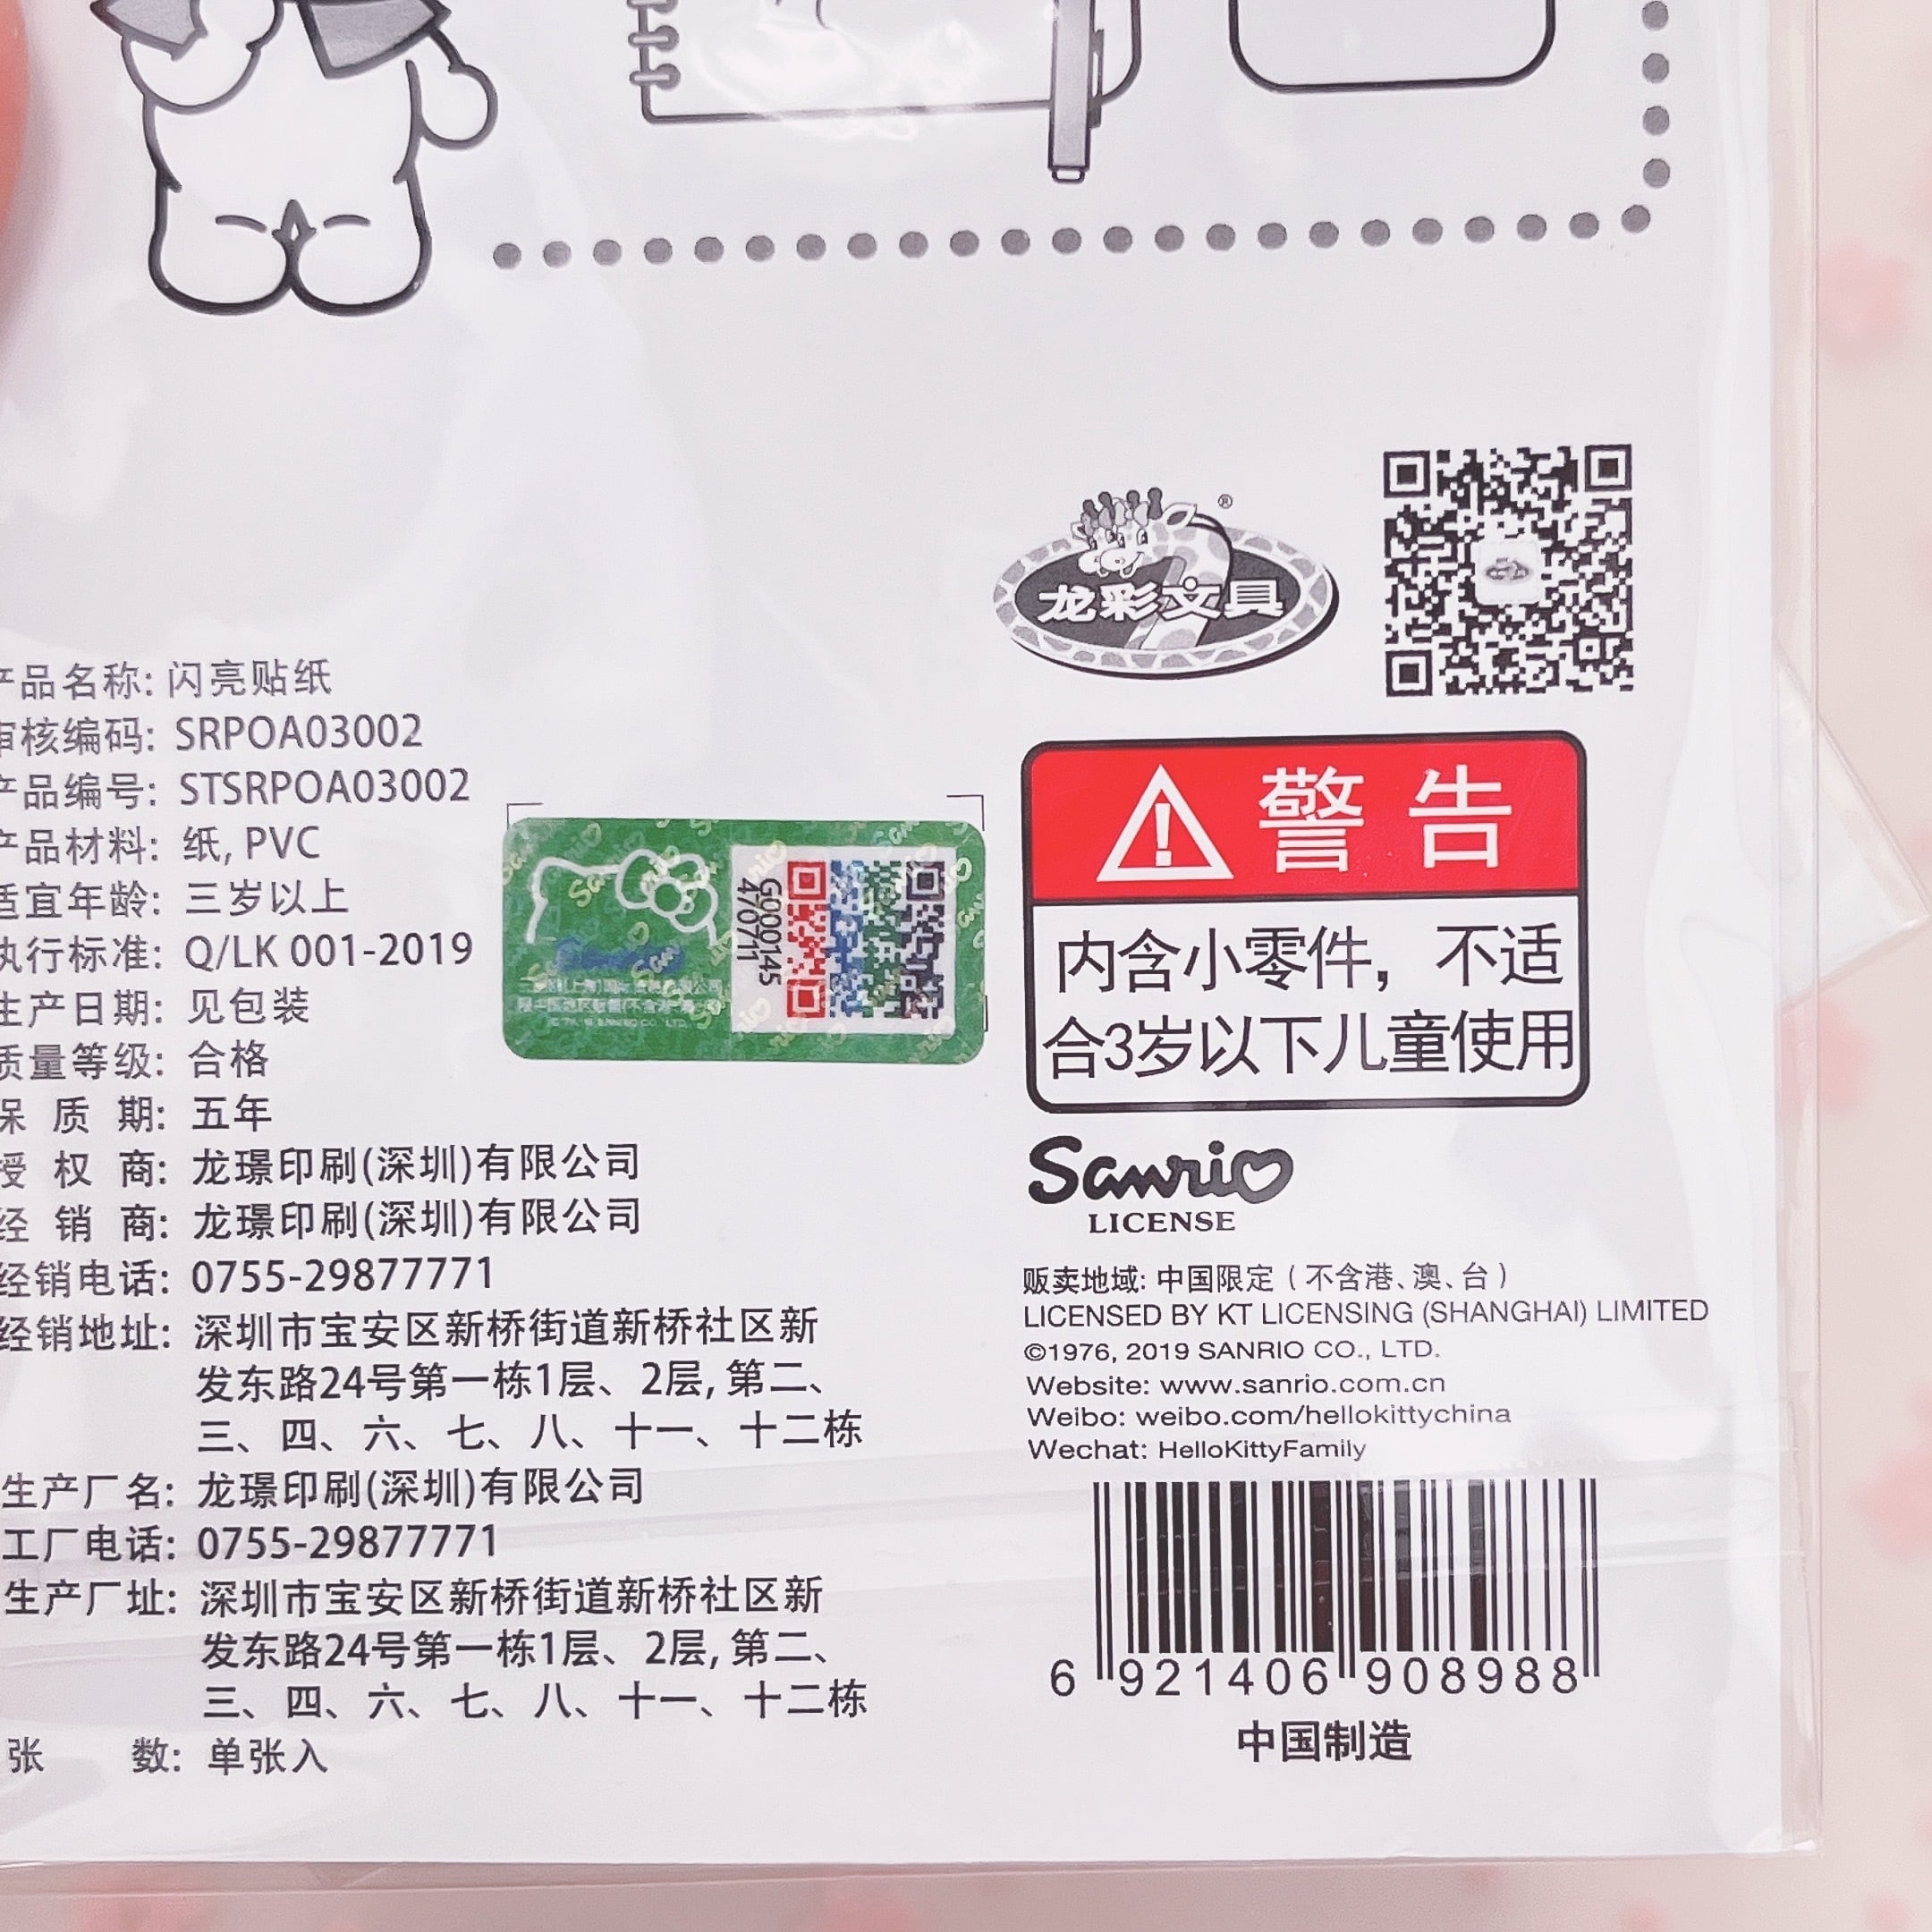 龙彩文具
®
产品名称: 闪亮贴纸
审核编码: SRPOA03002
产品编号: STSRPOA03002
产品材料: 纸, PVC
适宜年龄: 三岁以上
执行标准: Q/LK 001-2019
生产日期: 见包装
质量等级: 合格
保 质 期: 五年
授 权 商: 龙璟印刷(深圳)有限公司
经 销 商: 龙璟印刷(深圳)有限公司
经销电话: 0755-29877771
经销地址: 深圳市宝安区新桥街道新桥社区新
发东路24号第一栋1层、2层, 第二、
三、四、六、七、八、十一、十二栋
生产厂名: 龙璟印刷(深圳)有限公司
工厂电话: 0755-29877771
生产厂址: 深圳市宝安区新桥街道新桥社区新
发东路24号第一栋1层、2层, 第二、
三、四、六、七、八、十一、十二栋
张 数: 单张入
Sanrio
G000145
470711
警告
内含小零件，不适
合3岁以下儿童使用
Sanrio
LICENSE
贩卖地域: 中国限定（不含港、澳、台）
LICENSED BY KT LICENSING (SHANGHAI) LIMITED
©1976, 2019 SANRIO CO., LTD.
Website: www.sanrio.com.cn
Weibo: weibo.com/hellokittychina
Wechat: HelloKittyFamily
6 921406 908988
中国制造